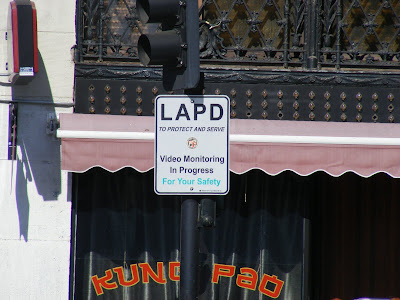 LAPD
TO PROTECT AND SERVE
Video Monitoring
In Progress
For Your Safety
KUNG PAO